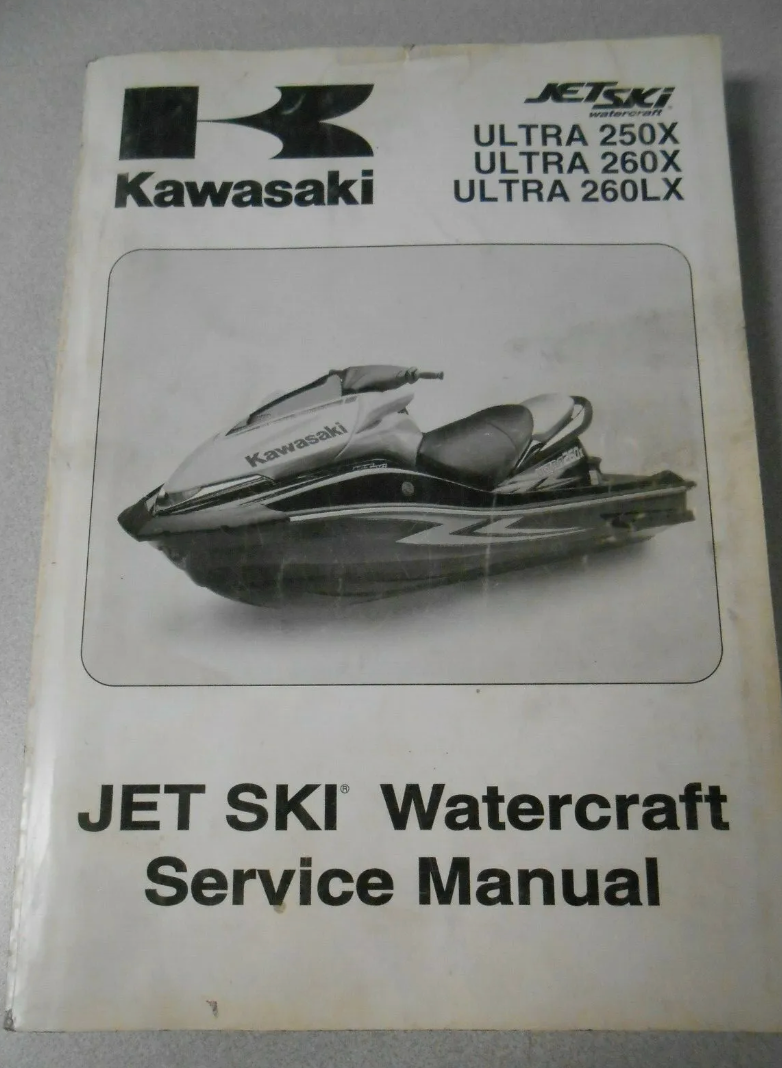 Kawasaki
JET SKI®
watercraft
ULTRA 250X
ULTRA 260X
ULTRA 260LX
Kawasaki
JET SKI® Watercraft
Service Manual